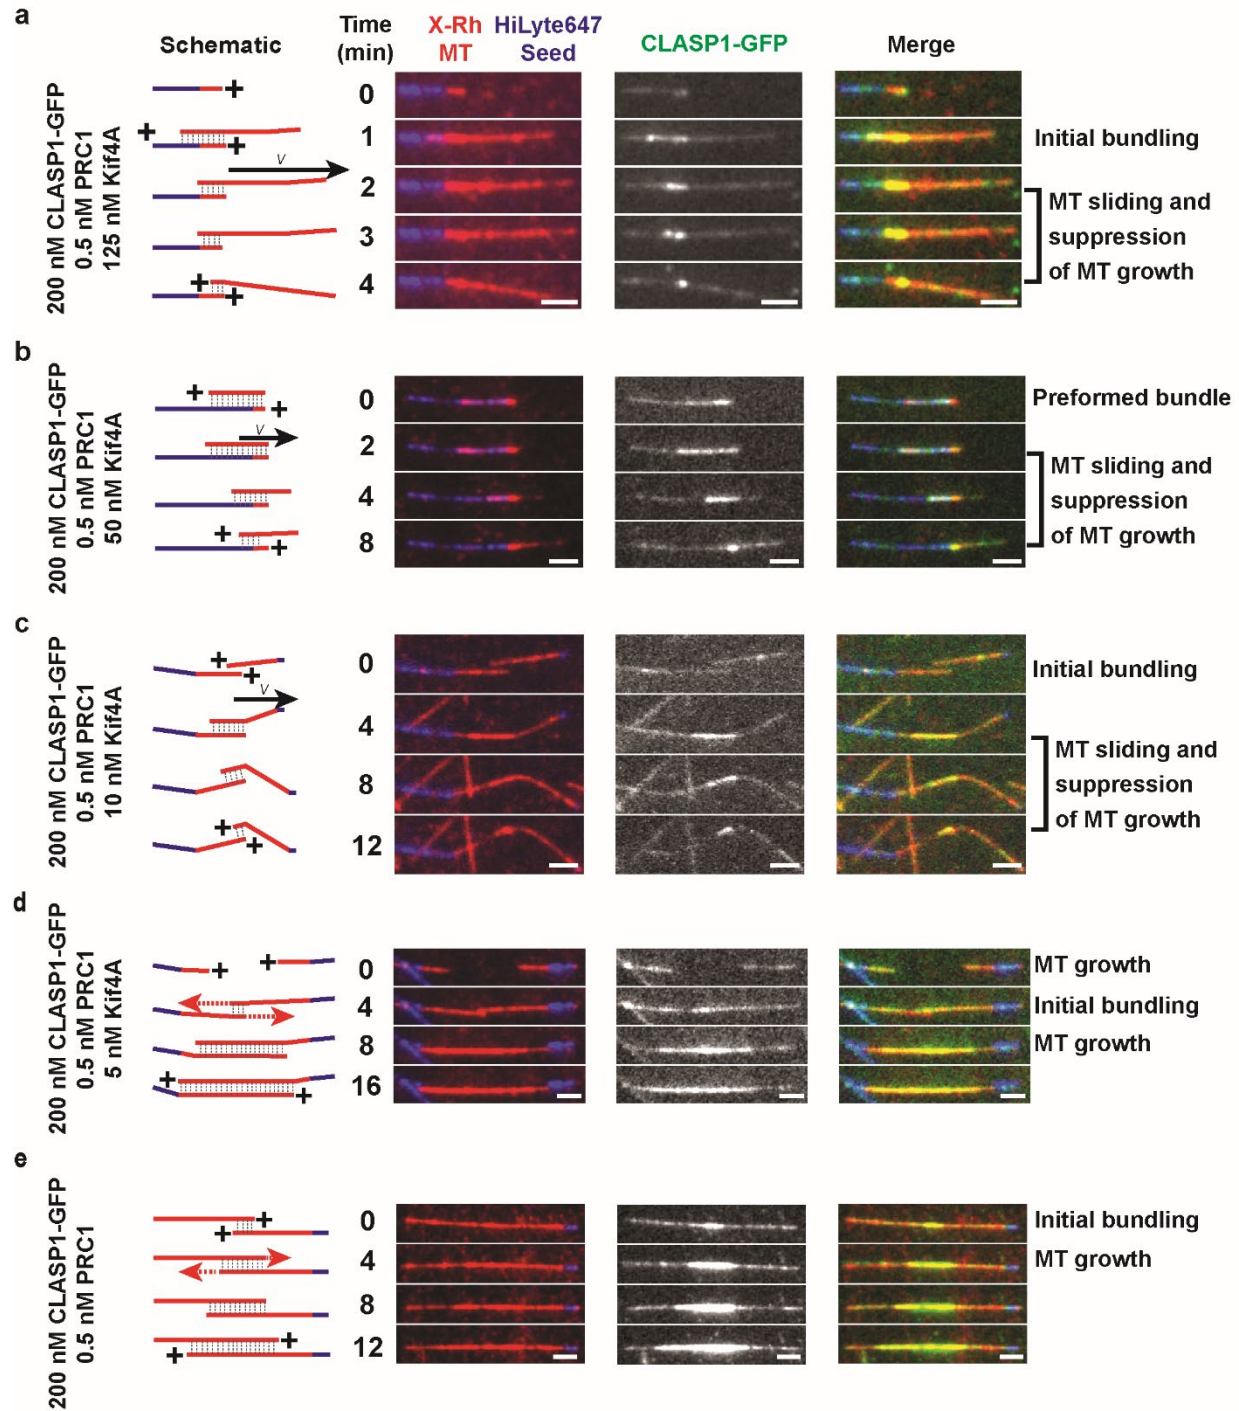 a
Schematic
Time
(min)
X-Rh
MT
HiLyte647
Seed
CLASP1-GFP
Merge
200 nM CLASP1-GFP
0.5 nM PRC1
125 nM Kif4A
+
+
+
v
+
+
0
1
2
3
4
Initial bundling
MT sliding and
suppression
of MT growth
b
200 nM CLASP1-GFP
0.5 nM PRC1
50 nM Kif4A
+
+
v
+
+
0
2
4
8
Preformed bundle
MT sliding and
suppression
of MT growth
c
200 nM CLASP1-GFP
0.5 nM PRC1
10 nM Kif4A
+
+
v
+
+
0
4
8
12
Initial bundling
MT sliding and
suppression
of MT growth
d
200 nM CLASP1-GFP
0.5 nM PRC1
5 nM Kif4A
+
+
+
+
0
4
8
16
MT growth
Initial bundling
MT growth
e
200 nM CLASP1-GFP
0.5 nM PRC1
+
+
+
+
0
4
8
12
Initial bundling
MT growth